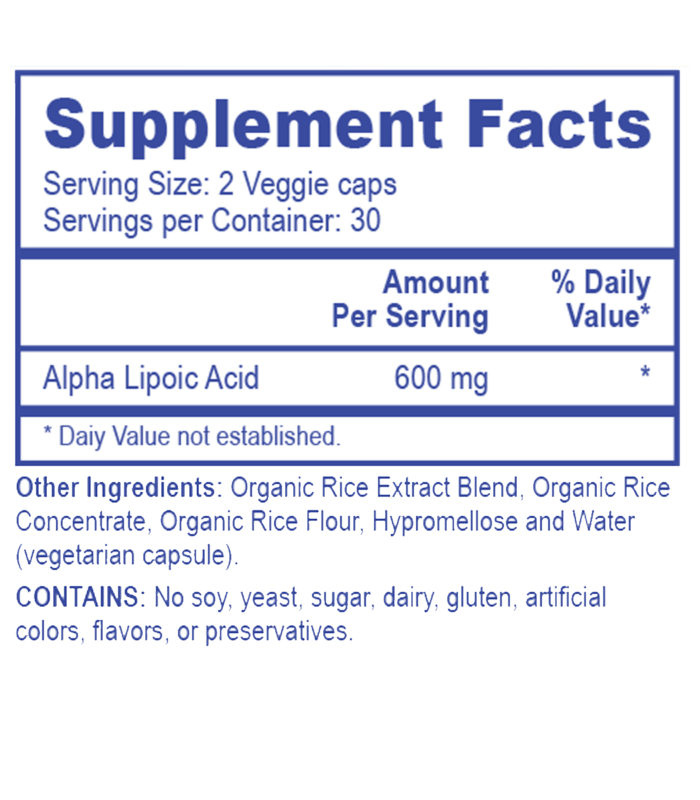 Supplement Facts
Serving Size: 2 Veggie caps
Servings per Container: 30
Amount % Daily
Per Serving Value*
Alpha Lipoic Acid 600 mg *
* Daiy Value not established.
Other Ingredients: Organic Rice Extract Blend, Organic Rice
Concentrate, Organic Rice Flour, Hypromellose and Water
(vegetarian capsule).
CONTAINS: No soy, yeast, sugar, dairy, gluten, artificial
colors, flavors, or preservatives.